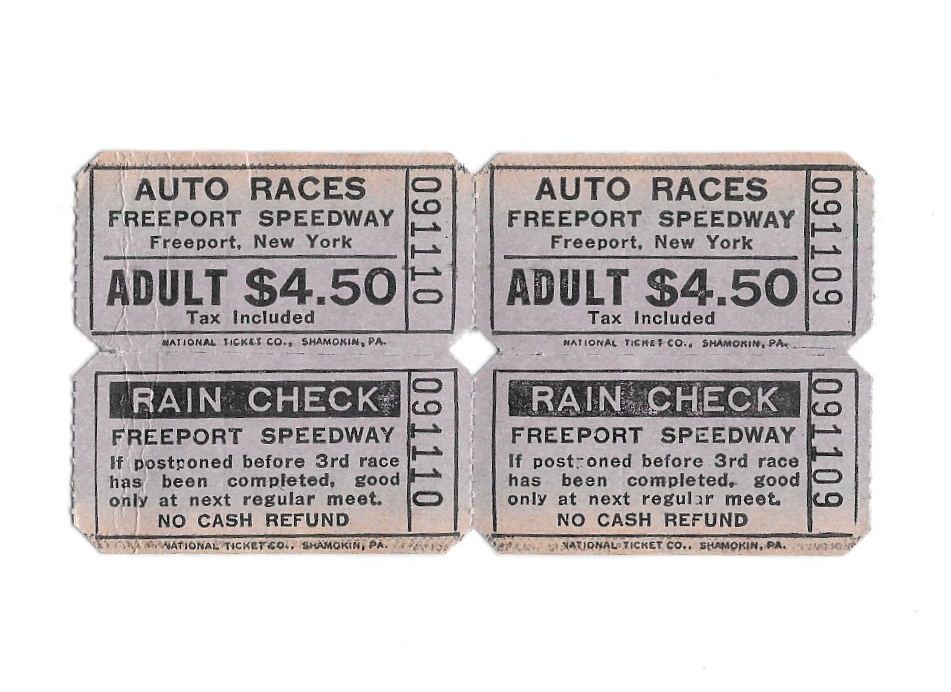 AUTO RACES
FREEPORT SPEEDWAY
Freeport, New York
ADULT $4.50
Tax Included
091110
NATIONAL TICKET CO., SHAMOKIN, PA.
AUTO RACES
FREEPORT SPEEDWAY
Freeport, New York
ADULT $4.50
Tax Included
091109
NATIONAL TICKET CO., SHAMOKIN, PA.
RAIN CHECK
FREEPORT SPEEDWAY
If postponed before 3rd race
has been completed, good
only at next regular meet.
NO CASH REFUND
091110
NATIONAL TICKET CO., SHAMOKIN, PA.
RAIN CHECK
FREEPORT SPEEDWAY
If postponed before 3rd race
has been completed, good
only at next regular meet.
NO CASH REFUND
091109
NATIONAL TICKET CO., SHAMOKIN, PA.